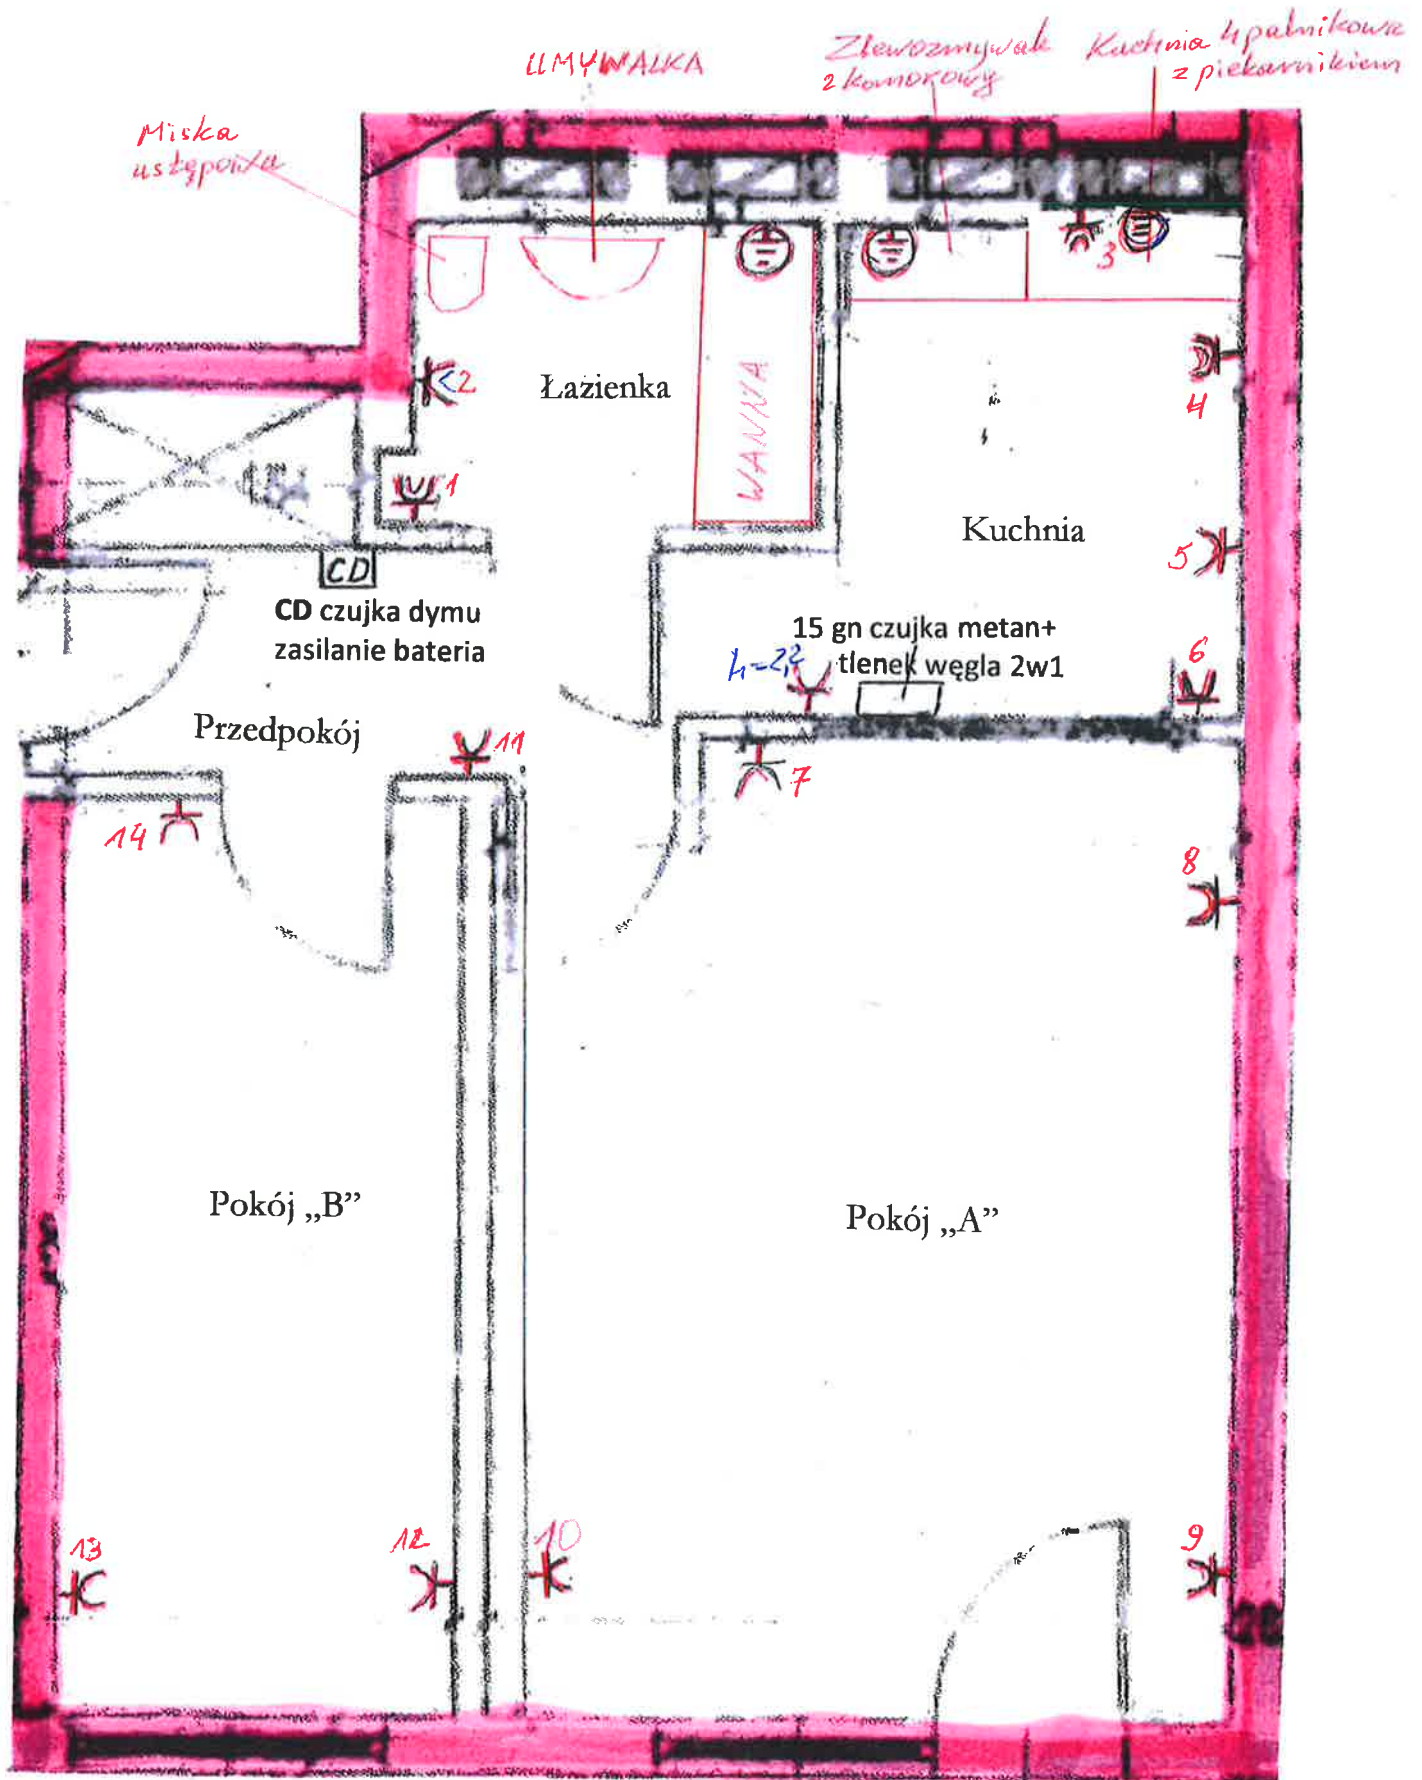 UMYWALKA
Zlewozmywak
2 komorowy
Kuchnia 4 palnikowa
z piekarnikiem
Miska
ustępowa
3
2
Łazienka
WANNA
4
1
Kuchnia
5
CD
CD czujka dymu
zasilanie bateria
15 gn czujka metan+
tlenek węgla 2w1
h=2,2
6
Przedpokój
11
7
14
8
Pokój „B”
Pokój „A”
13
12
10
9